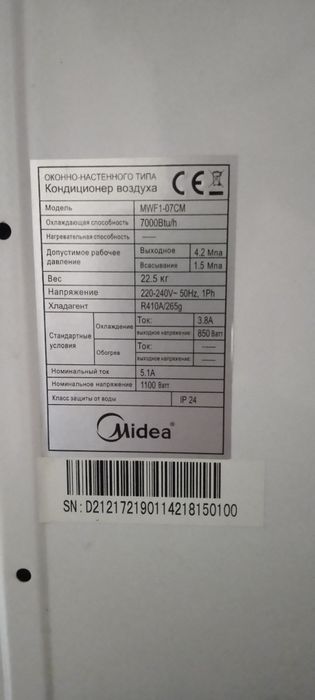 ОКОННО-НАСТЕННОГО ТИПА
Кондиционер воздуха CE
Модель MWF1-07CM
Охлаждающая способность 7000Btu/h
Нагревательная способность —
Допустимое рабочее давление Выходное 4.2 Мпа
Всасывание 1.5 Мпа
Вес 22.5 кг
Напряжение 220-240V~ 50Hz, 1Ph
Хладагент R410A/265g
Стандартные условия Охлаждение Ток: 3.8A
выходное напряжение: 850 Ватт
Обогрев Ток: —
выходное напряжение: —
Номинальный ток 5.1A
Номинальное напряжение 1100 Ватт
Класс защиты от воды IP 24
Midea®
SN: D212172190114218150100